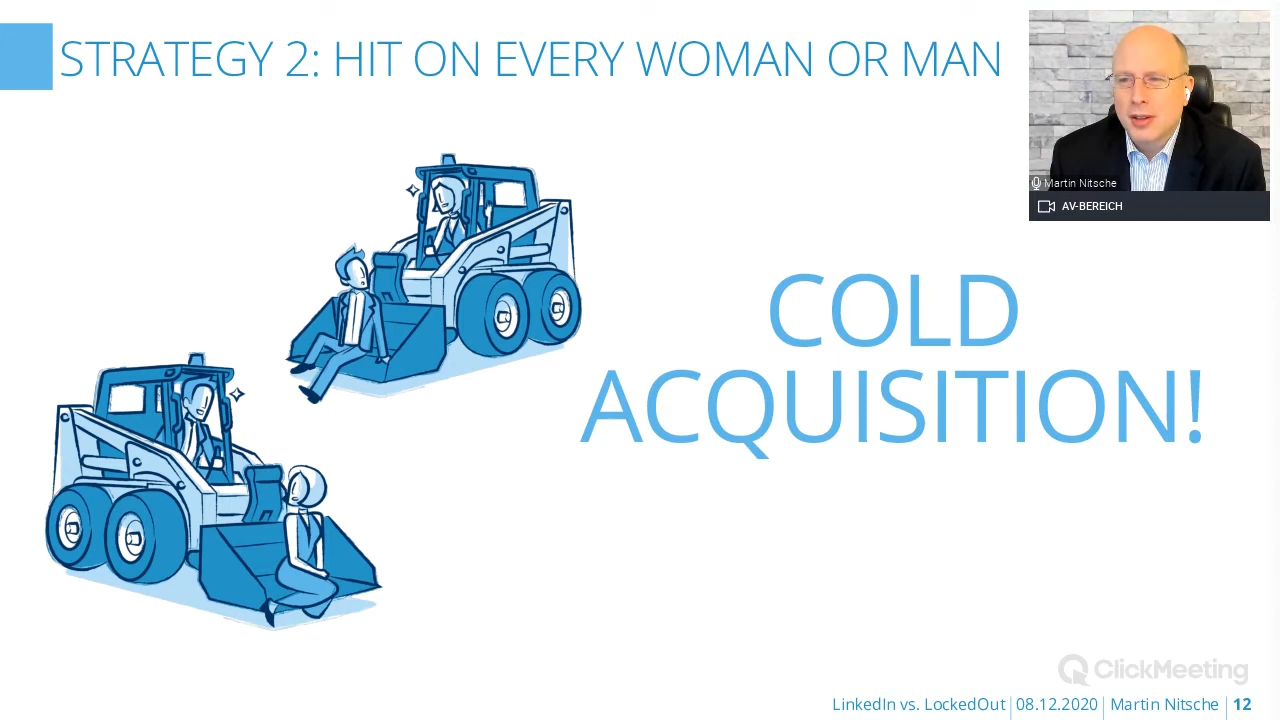 STRATEGY 2: HIT ON EVERY WOMAN OR MAN
Martin Nitsche
AV-BEREICH
COLD
ACQUISITION!
ClickMeeting
LinkedIn vs. LockedOut | 08.12.2020 | Martin Nitsche | 12